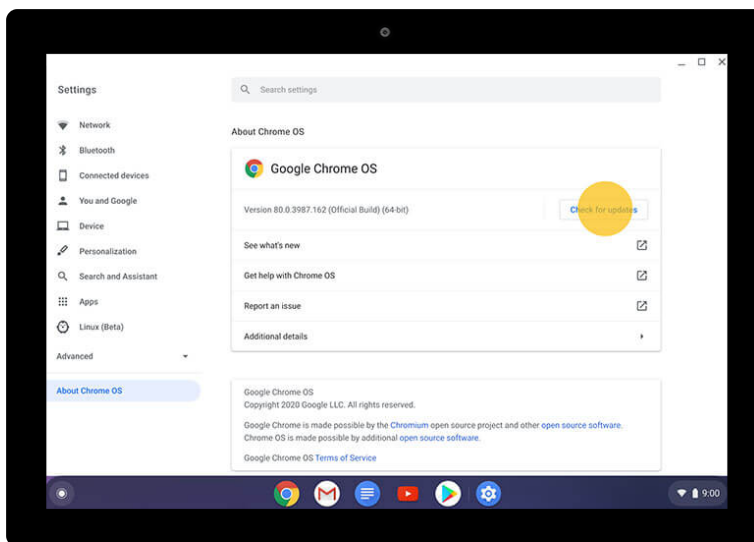 Settings
Search settings
Network
Bluetooth
Connected devices
You and Google
Device
Personalization
Search and Assistant
Apps
Linux (Beta)
Advanced
About Chrome OS
About Chrome OS
Google Chrome OS
Version 80.0.3987.162 (Official Build) (64-bit)
Check for updates
See what's new
Get help with Chrome OS
Report an issue
Additional details
Google Chrome OS
Copyright 2020 Google LLC. All rights reserved.
Google Chrome is made possible by the Chromium open source project and other open source software.
Chrome OS is made possible by additional open source software.
Google Chrome OS Terms of Service
9:00